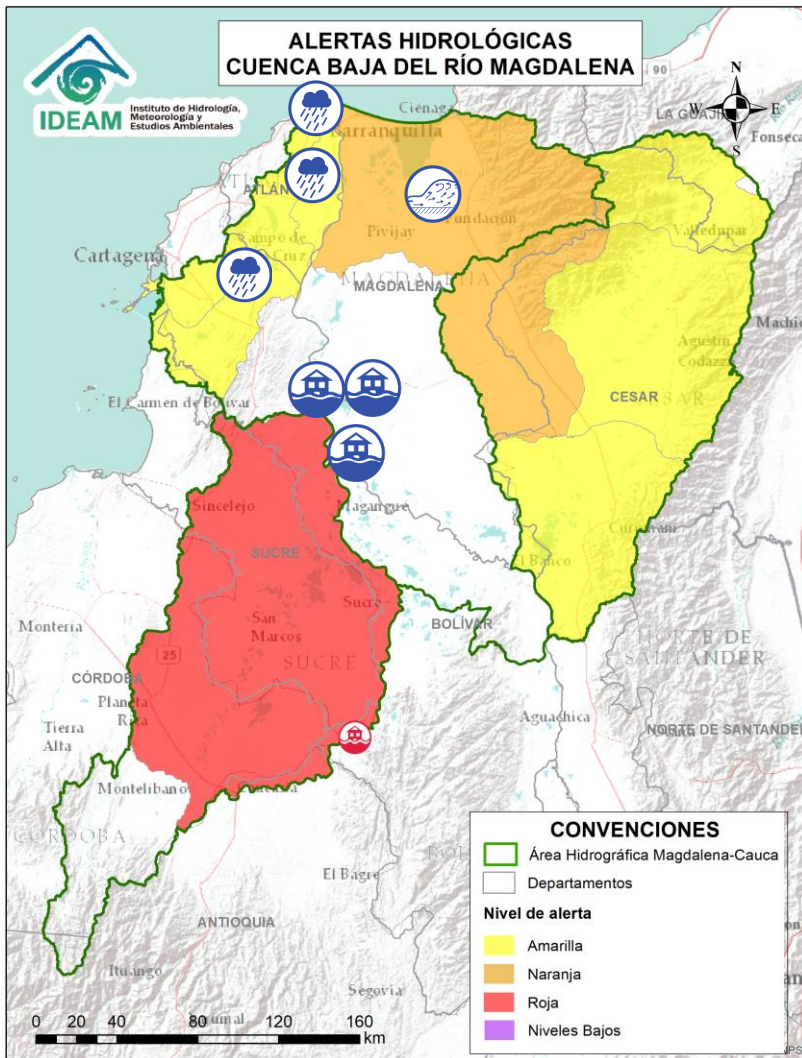 ALERTAS HIDROLÓGICAS
CUENCA BAJA DEL RÍO MAGDALENA
IDEAM
Instituto de Hidrología,
Meteorología y
Estudios Ambientales
N
W
E
S
90
Ciénaga
LA GUAJIRA
Fonseca
Barranquilla
Fundación
Pivijay
Valledupar
Cartagena
MAGDALENA
MAGDALENA
Agustín
Codazzi
CESAR
El Carmen de Bolívar
Sincelejo
Magangué
El Banco
SUCRE
Sucre
San
Marcos
BOLÍVAR
Montería
SUCRE
25
NORTE DE
SANTANDER
CÓRDOBA
Planeta
Rica
Tierra
Alta
Aguachica
NORTE DE SANTANDER
Montelíbano
CÓRDOBA
El Bagre
ANTIOQUIA
Ituango
Segovia
0 20 40 80 120 160
km
CONVENCIONES
Área Hidrográfica Magdalena-Cauca
Departamentos
Nivel de alerta
Amarilla
Naranja
Roja
Niveles Bajos